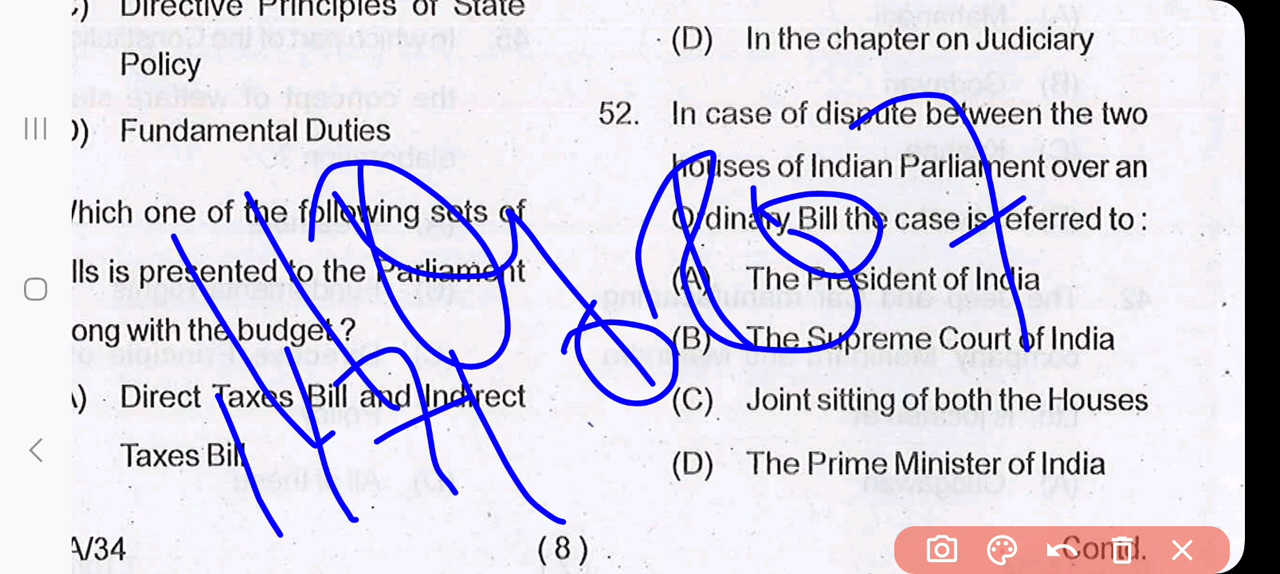 Directive Principles of State
Policy
Fundamental Duties
Which one of the following sets of
ills is presented to the Parliament
ong with the budget ?
Direct Taxes Bill and Indirect
Taxes Bill
A/34
(D) In the chapter on Judiciary
52. In case of dispute between the two
houses of Indian Parliament over an
Ordinary Bill the case is referred to :
(A) The President of India
(B) The Supreme Court of India
(C) Joint sitting of both the Houses
(D) The Prime Minister of India
( 8 )
Contd.